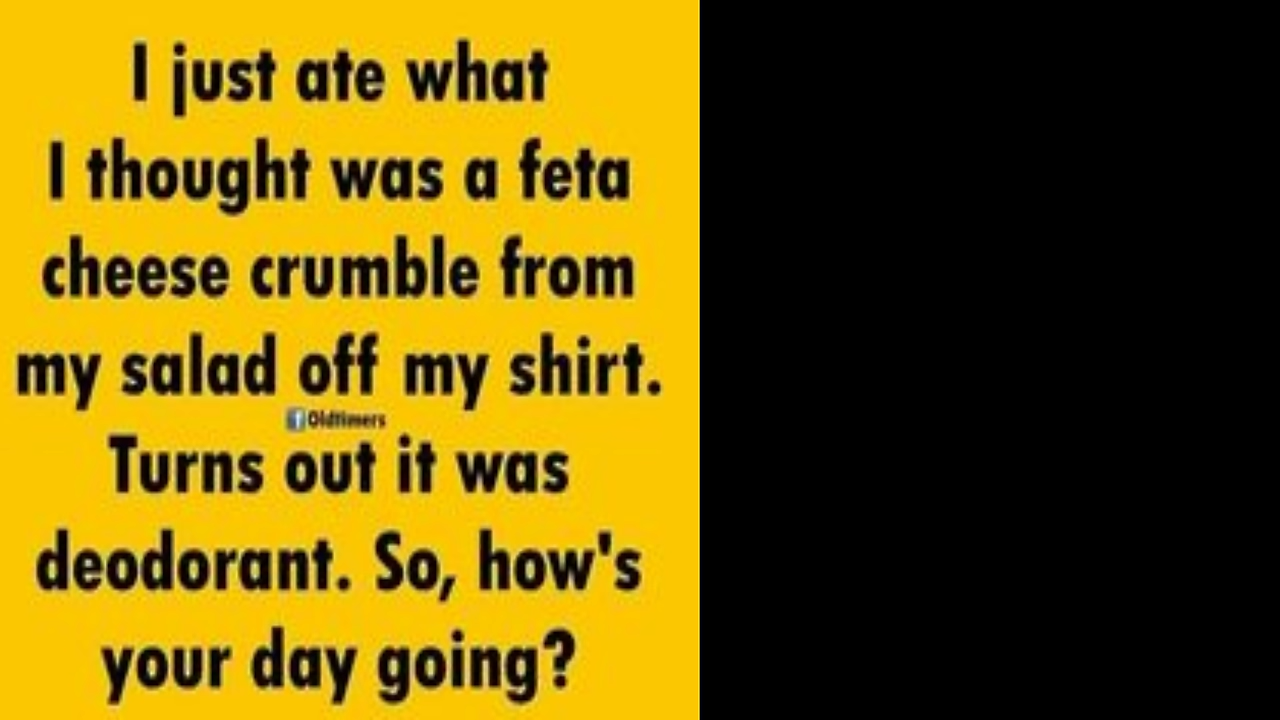 I just ate what
I thought was a feta
cheese crumble from
my salad off my shirt.
Oldtimers
Turns out it was
deodorant. So, how's
your day going?